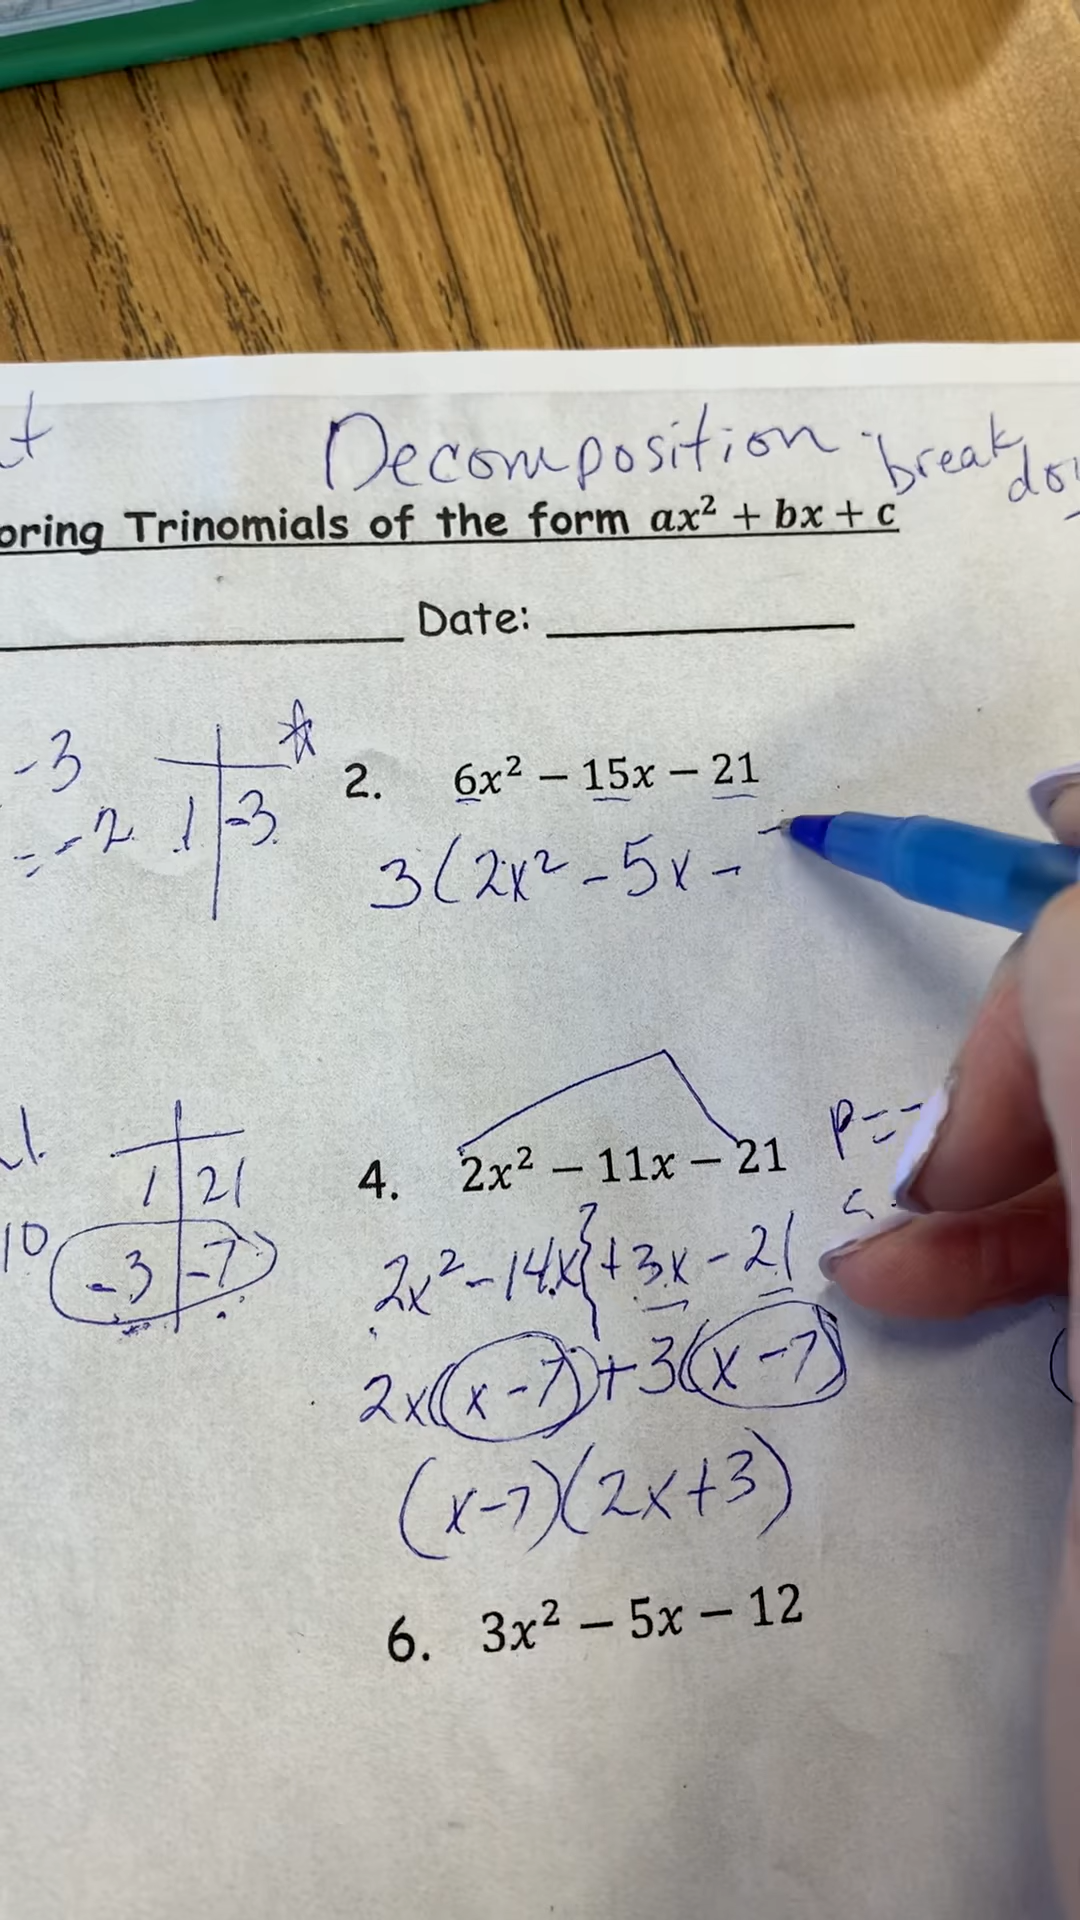 Decomposition - break
oring Trinomials of the form ax² + bx + c
Date:
-3
= -2 1 -3
2. 6x² – 15x – 21
3(2x² - 5x -
4. 2x² – 11x – 21 p = -
1 21
10 -3 -7
2x² - 14x + 3x - 21
2x(x - 7) + 3(x - 7)
(x - 7)(2x + 3)
6. 3x² – 5x – 12